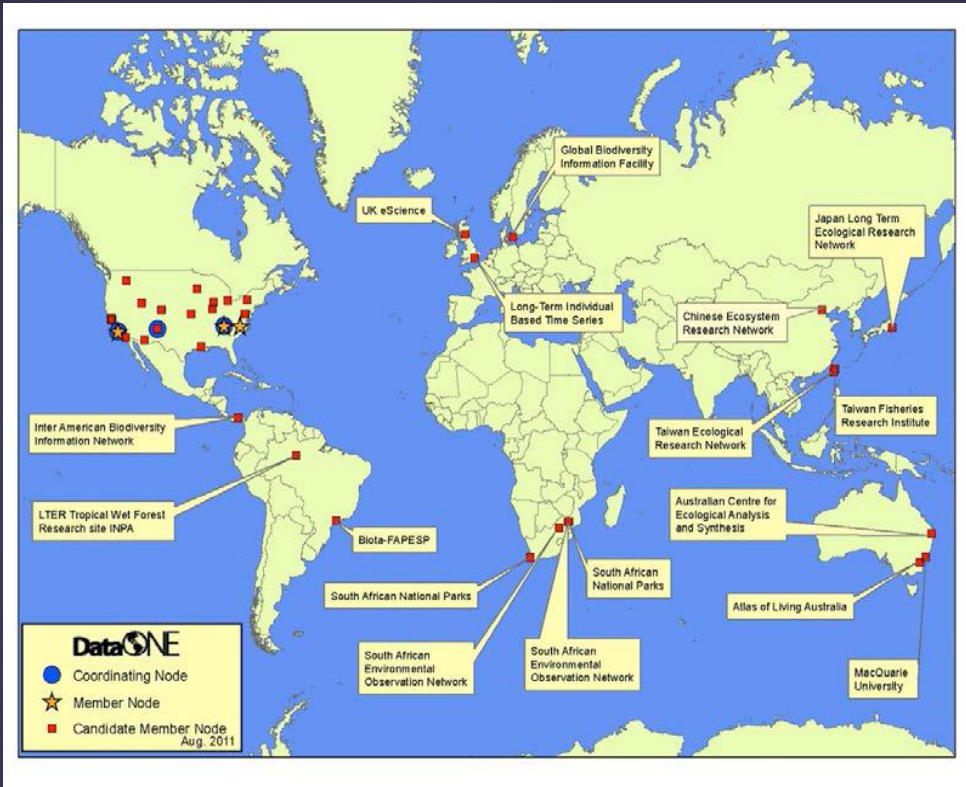 Global Biodiversity
Information Facility
UK eScience
Japan Long Term
Ecological Research
Network
Long-Term Individual
Based Time Series
Chinese Ecosystem
Research Network
Inter American Biodiversity
Information Network
Taiwan Ecological
Research Network
Taiwan Fisheries
Research Institute
LTER Tropical Wet Forest
Research site INPA
Biota-FAPESP
Australian Centre for
Ecological Analysis
and Synthesis
South African National Parks
South African
National Parks
Atlas of Living Australia
South African
Environmental
Observation Network
South African
Environmental
Observation Network
MacQuarie
University
DataONE
Coordinating Node
Member Node
Candidate Member Node
Aug. 2011